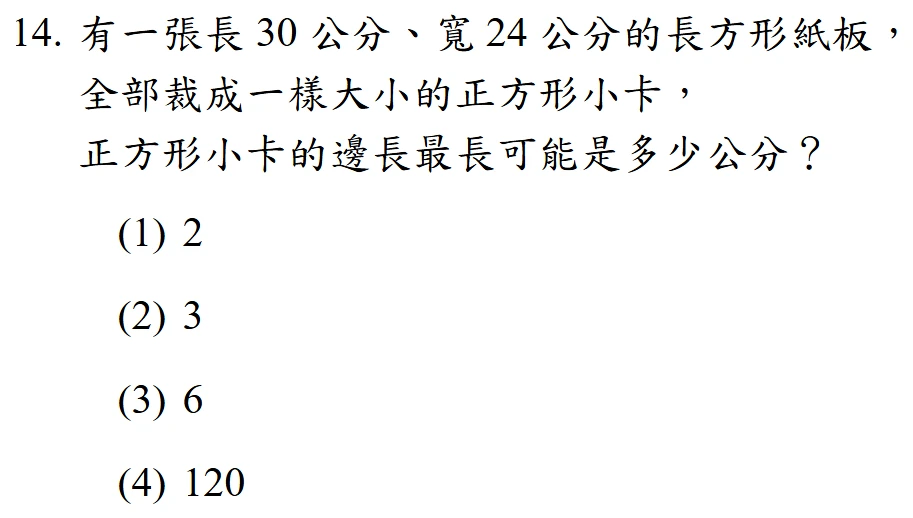 14. 有一張長 30 公分、寬 24 公分的長方形紙板，
全部裁成一樣大小的正方形小卡，
正方形小卡的邊長最長可能是多少公分？
(1) 2
(2) 3
(3) 6
(4) 120